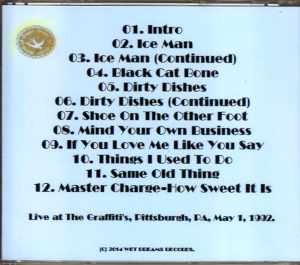 01. Intro
02. Ice Man
03. Ice Man (Continued)
04. Black Cat Bone
05. Dirty Dishes
06. Dirty Dishes (Continued)
07. Shoe On The Other Foot
08. Mind Your Own Business
09. If You Love Me Like You Say
10. Things I Used To Do
11. Same Old Thing
12. Master Charge-How Sweet It Is
Live at The Graffiti's, Pittsburgh, PA, May 1, 1992.
(C) 2014 WET DREAMS RECORDS.